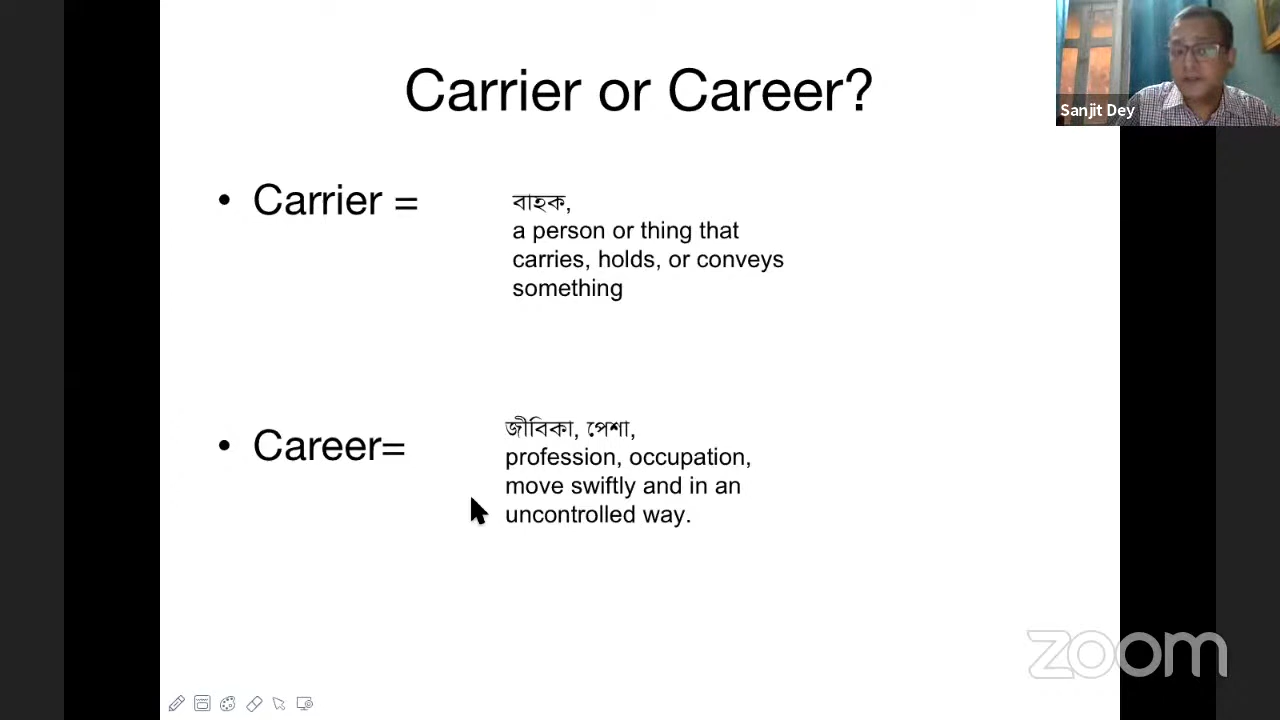 Carrier or Career?
Sanjit Dey
• Carrier =
বাহক,
a person or thing that
carries, holds, or conveys
something
• Career=
জীবিকা, পেশা,
profession, occupation,
move swiftly and in an
uncontrolled way.
zoom